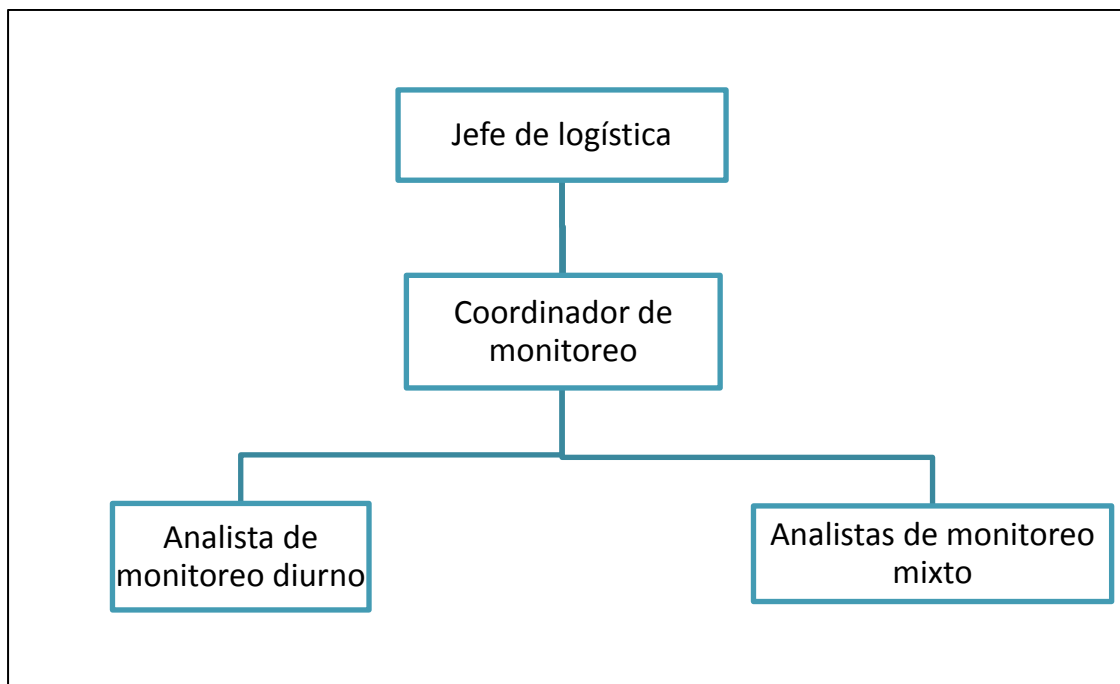 Jefe de logística
Coordinador de
monitoreo
Analista de
monitoreo diurno
Analistas de monitoreo
mixto